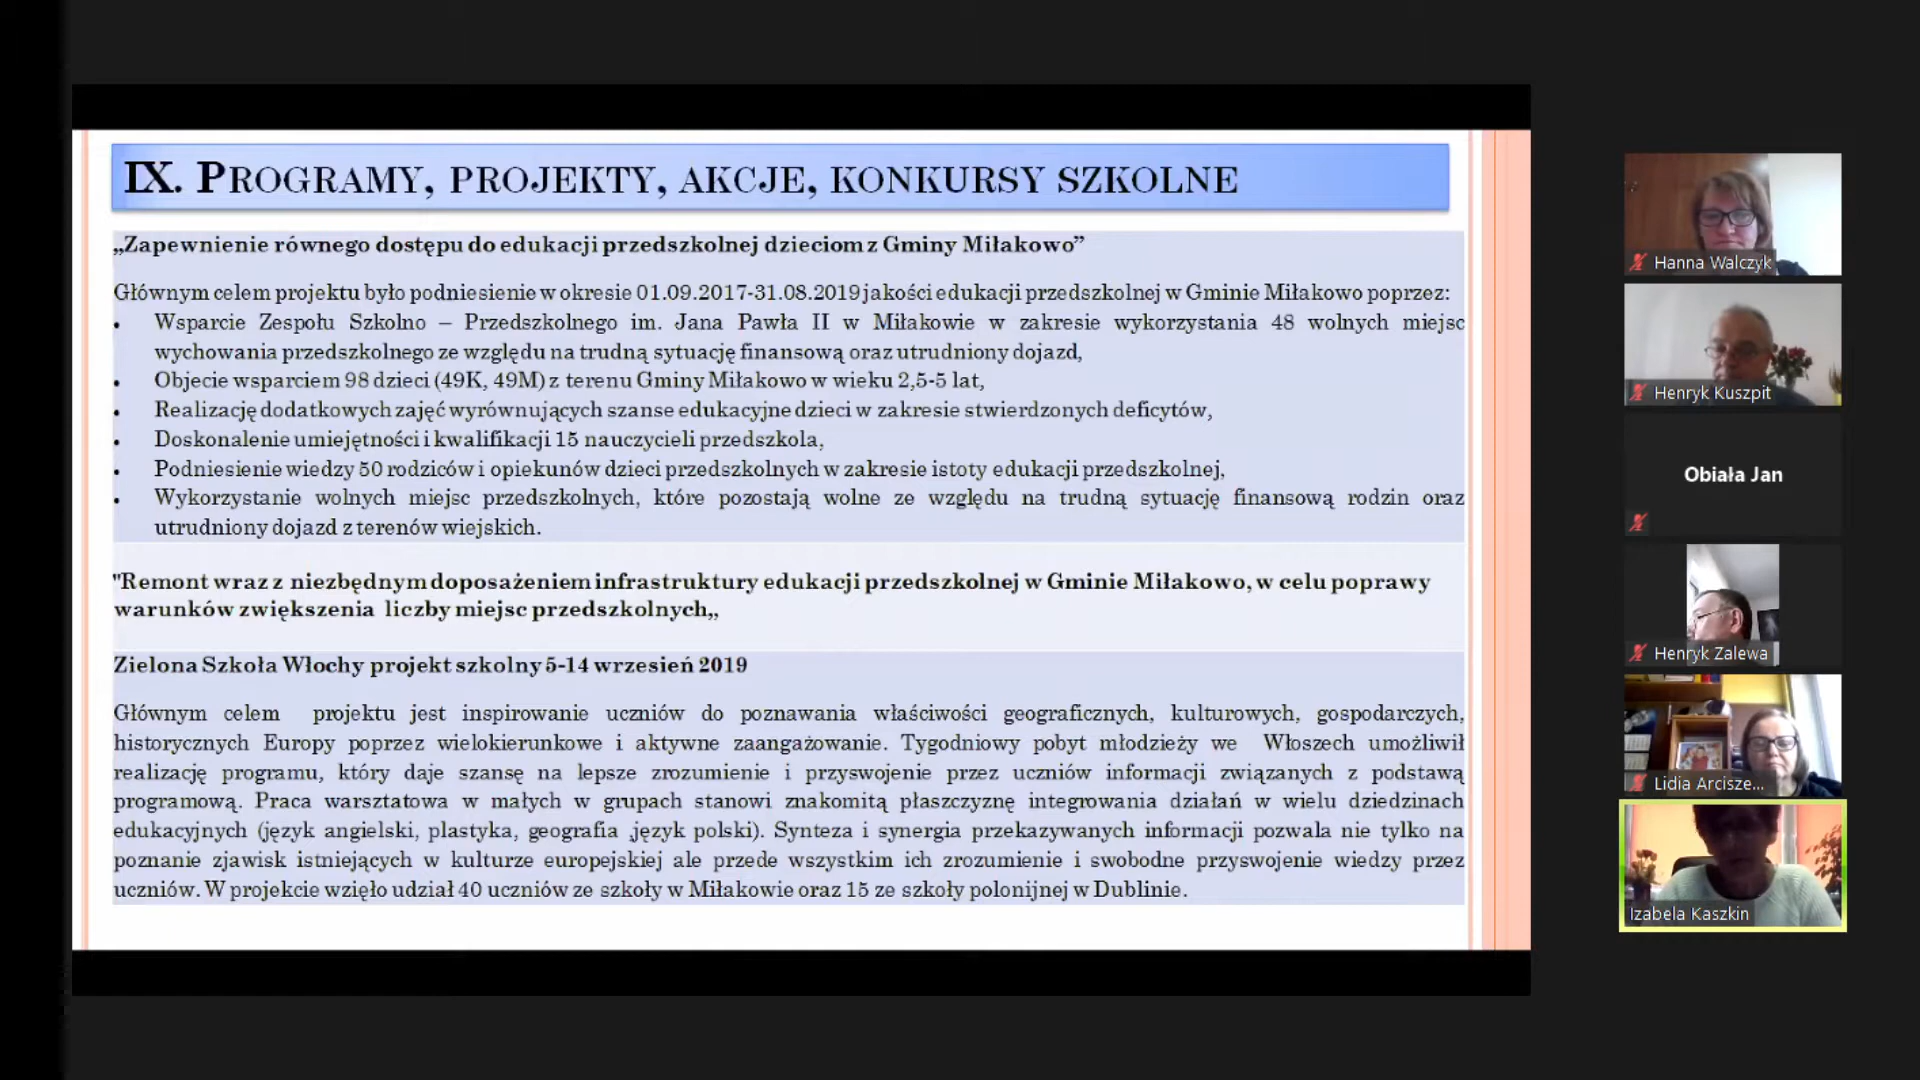 IX. PROGRAMY, PROJEKTY, AKCJE, KONKURSY SZKOLNE
„Zapewnienie równego dostępu do edukacji przedszkolnej dzieciom z Gminy Miłakowo”
Głównym celem projektu było podniesienie w okresie 01.09.2017-31.08.2019 jakości edukacji przedszkolnej w Gminie Miłakowo poprzez:
• Wsparcie Zespołu Szkolno – Przedszkolnego im. Jana Pawła II w Miłakowie w zakresie wykorzystania 48 wolnych miejsc
wychowania przedszkolnego ze względu na trudną sytuację finansową oraz utrudniony dojazd,
• Objecie wsparciem 98 dzieci (49K, 49M) z terenu Gminy Miłakowo w wieku 2,5-5 lat,
• Realizację dodatkowych zajęć wyrównujących szanse edukacyjne dzieci w zakresie stwierdzonych deficytów,
• Doskonalenie umiejętności i kwalifikacji 15 nauczycieli przedszkola,
• Podniesienie wiedzy 50 rodziców i opiekunów dzieci przedszkolnych w zakresie istoty edukacji przedszkolnej,
• Wykorzystanie wolnych miejsc przedszkolnych, które pozostają wolne ze względu na trudną sytuację finansową rodzin oraz
utrudniony dojazd z terenów wiejskich.
"Remont wraz z niezbędnym doposażeniem infrastruktury edukacji przedszkolnej w Gminie Miłakowo, w celu poprawy
warunków zwiększenia liczby miejsc przedszkolnych„
Zielona Szkoła Włochy projekt szkolny 5-14 wrzesień 2019
Głównym celem projektu jest inspirowanie uczniów do poznawania właściwości geograficznych, kulturowych, gospodarczych,
historycznych Europy poprzez wielokierunkowe i aktywne zaangażowanie. Tygodniowy pobyt młodzieży we Włoszech umożliwił
realizację programu, który daje szansę na lepsze zrozumienie i przyswojenie przez uczniów informacji związanych z podstawą
programową. Praca warsztatowa w małych w grupach stanowi znakomitą płaszczyznę integrowania działań w wielu dziedzinach
edukacyjnych (język angielski, plastyka, geografia ,język polski). Synteza i synergia przekazywanych informacji pozwala nie tylko na
poznanie zjawisk istniejących w kulturze europejskiej ale przede wszystkim ich zrozumienie i swobodne przyswojenie wiedzy przez
uczniów. W projekcie wzięło udział 40 uczniów ze szkoły w Miłakowie oraz 15 ze szkoły polonijnej w Dublinie.
Hanna Walczyk
Henryk Kuszpit
Obiała Jan
Henryk Zalewa
Lidia Arcisze...
Izabela Kaszkin